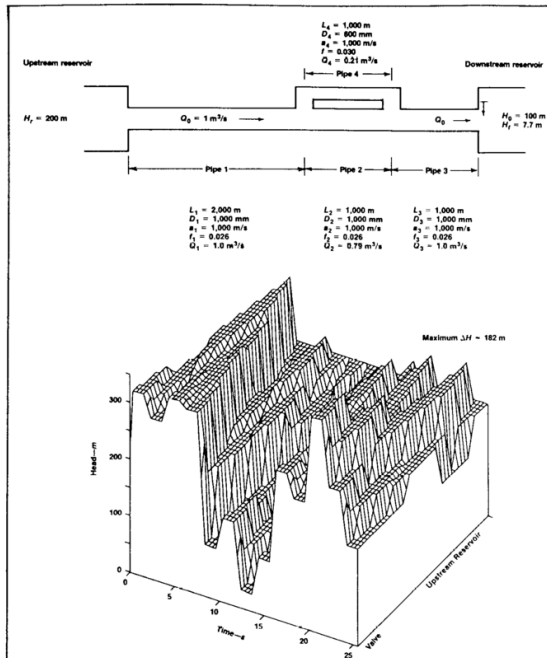 L₄ = 1,000 m
D₄ = 600 mm
a₄ = 1,000 m/s
f = 0.030
Q₄ = 0.21 m³/s
Pipe 4
Upstream reservoir
Downstream reservoir
Hᵣ = 200 m
Q₀ = 1 m³/s
Q₀
H₀ = 100 m
Hᵣ = 7.7 m
Pipe 1
Pipe 2
Pipe 3
L₁ = 2,000 m
D₁ = 1,000 mm
a₁ = 1,000 m/s
f₁ = 0.026
Q₁ = 1.0 m³/s
L₂ = 1,000 m
D₂ = 1,000 mm
a₂ = 1,000 m/s
f₂ = 0.026
Q₂ = 0.79 m³/s
L₃ = 1,000 m
D₃ = 1,000 mm
a₃ = 1,000 m/s
f₃ = 0.026
Q₃ = 1.0 m³/s
Maximum ΔH ~ 182 m
Head—m
300
200
100
0
0
5
10
15
20
25
Time—s
Valve
Upstream Reservoir